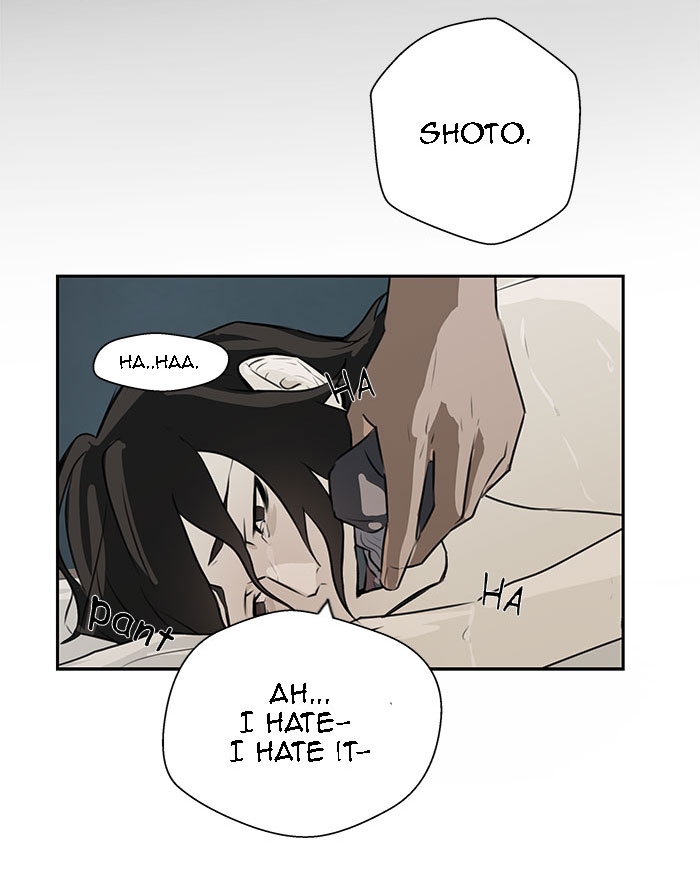 SHOTO.
HA..HAA.
HA
HA
pant
AH...
I HATE-
I HATE IT-